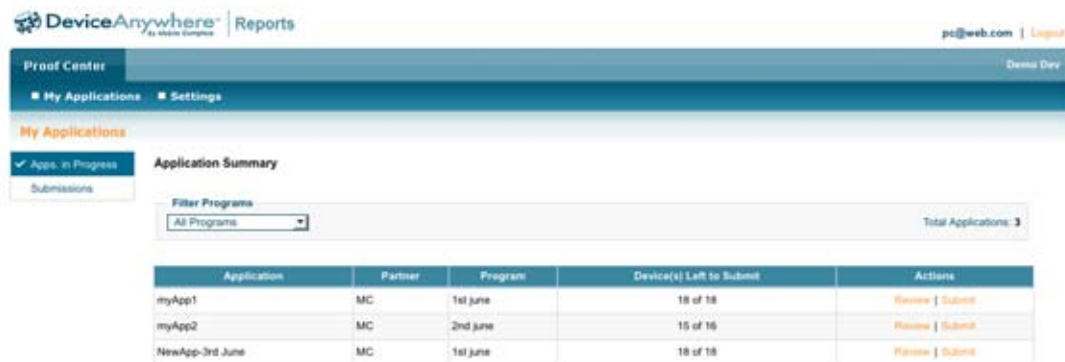 DeviceAnywhere Reports
by Mobile Complete
pc@web.com | Logout
Proof Center
Demo Dev
My Applications Settings
My Applications
Apps. in Progress
Submissions
Application Summary
Filter Programs
All Programs
Total Applications: 3
Application Partner Program Device(s) Left to Submit Actions
myApp1 MC 1st june 18 of 18 Review | Submit
myApp2 MC 2nd june 15 of 16 Review | Submit
NewApp-3rd June MC 1st june 18 of 18 Review | Submit